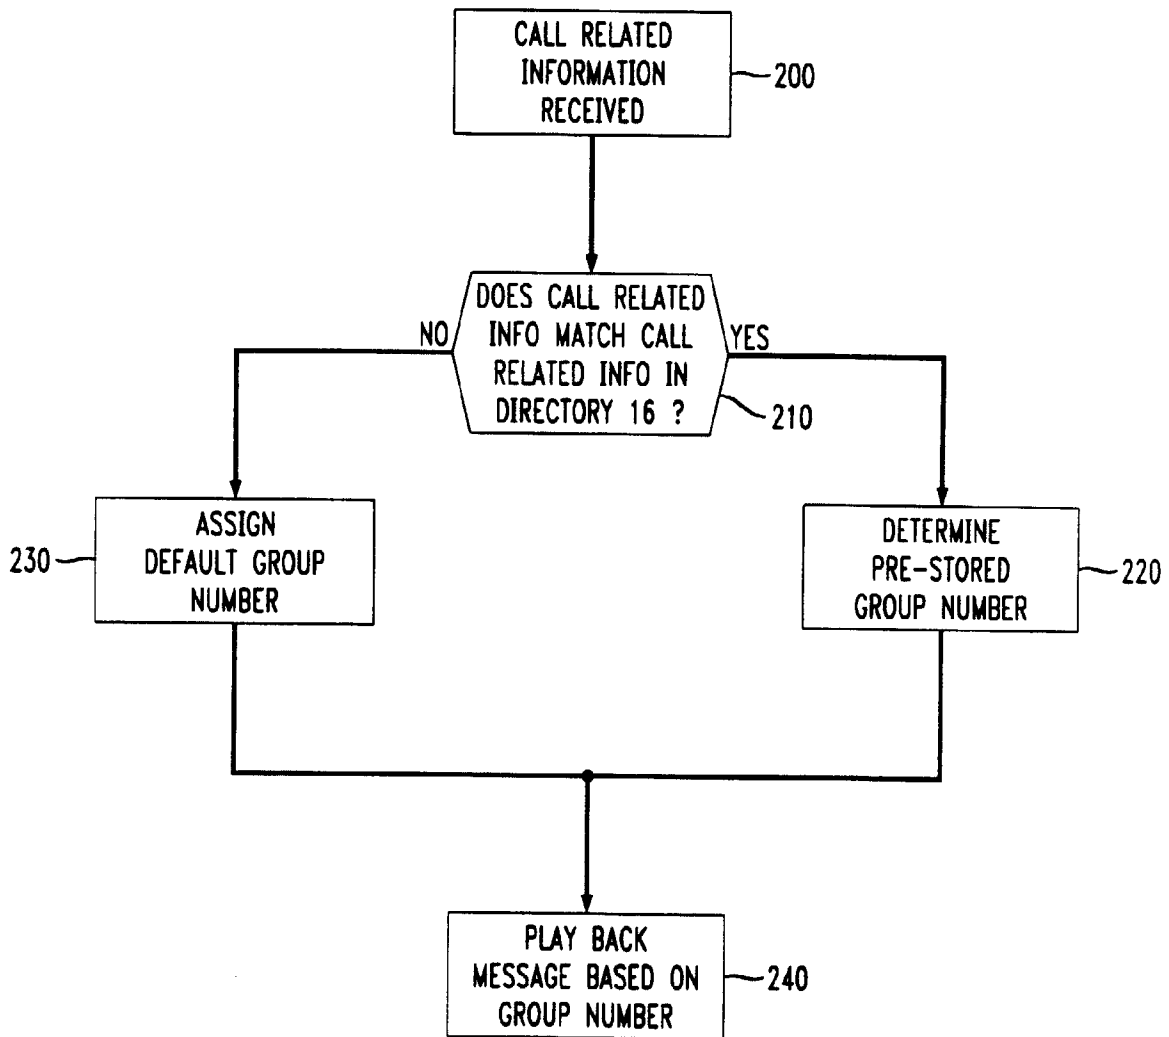 CALL RELATED
INFORMATION
RECEIVED
200
DOES CALL RELATED
INFO MATCH CALL
RELATED INFO IN
DIRECTORY 16 ?
NO
YES
210
ASSIGN
DEFAULT GROUP
NUMBER
230
DETERMINE
PRE-STORED
GROUP NUMBER
220
PLAY BACK
MESSAGE BASED ON
GROUP NUMBER
240